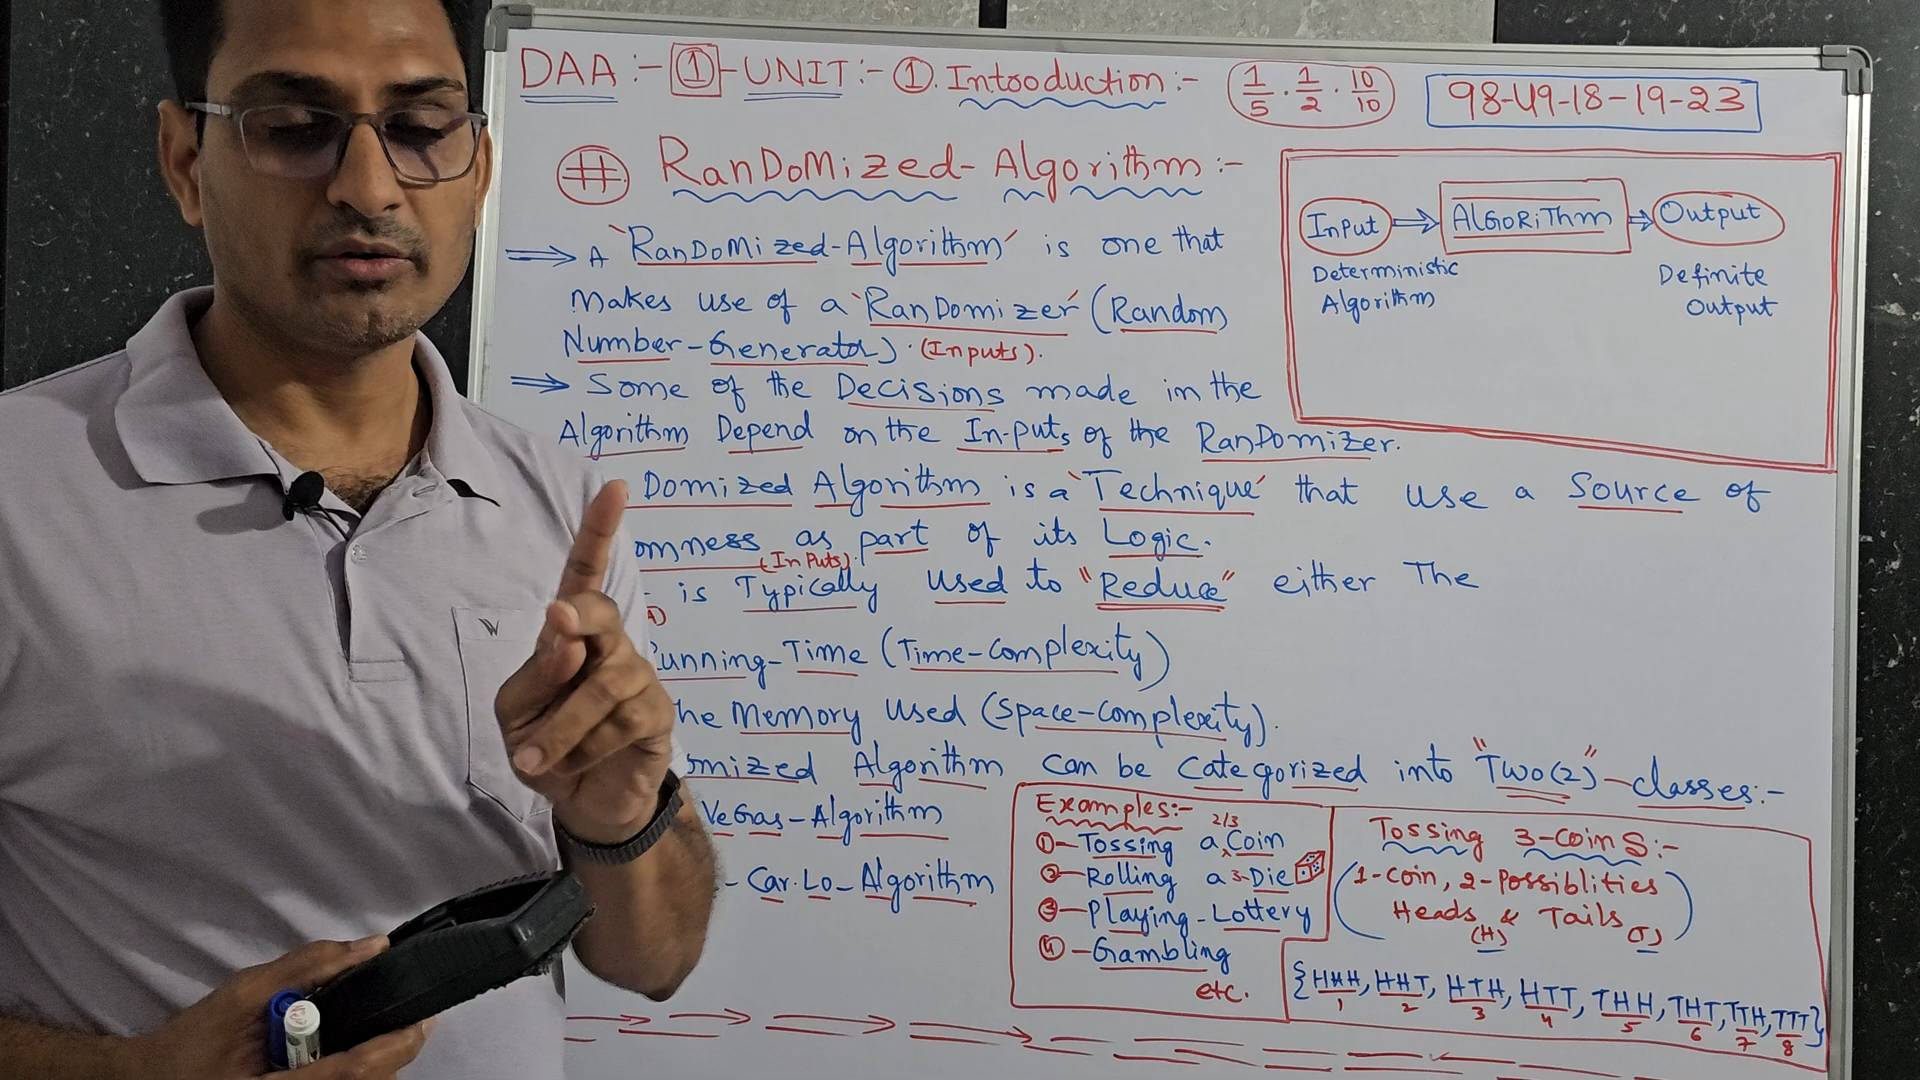 DAA :- ① - UNIT :- ①. Introduction :-
1/5 . 1/2 . 10/10
98-49-18-19-23
# RanDoMized-Algorithm :-
⇒ A 'RanDoMized-Algorithm' is one that
Makes use of a 'RanDomizer' (Random
Number-Generator). (Inputs).
⇒ Some of the Decisions made in the
Algorithm Depend on the In-puts of the RanDomizer.
Domized Algorithm is a 'Technique' that use a Source of
omness as part of its Logic.
(InPuts).
is Typically used to "Reduce" either The
unning-Time (Time-complexity)
he Memory Used (Space-complexity).
omized Algorithm can be categorized into "Two(2)"-classes:-
VeGas-Algorithm
- Car.Lo-Algorithm
Input ⇒ ALGORiThm ⇒ Output
Deterministic Algorithm
Definite Output
Examples:-
2/3
①-Tossing a Coin
②-Rolling a 3-Die
③-Playing-Lottery
④-Gambling
etc.
Tossing 3-Coins:-
(1-coin, 2-Possiblities
Heads & Tails)
(H) (T)
{HHH, HHT, HTH, HTT, THH, THT, TTH, TTT}
1 2 3 4 5 6 7 8
W